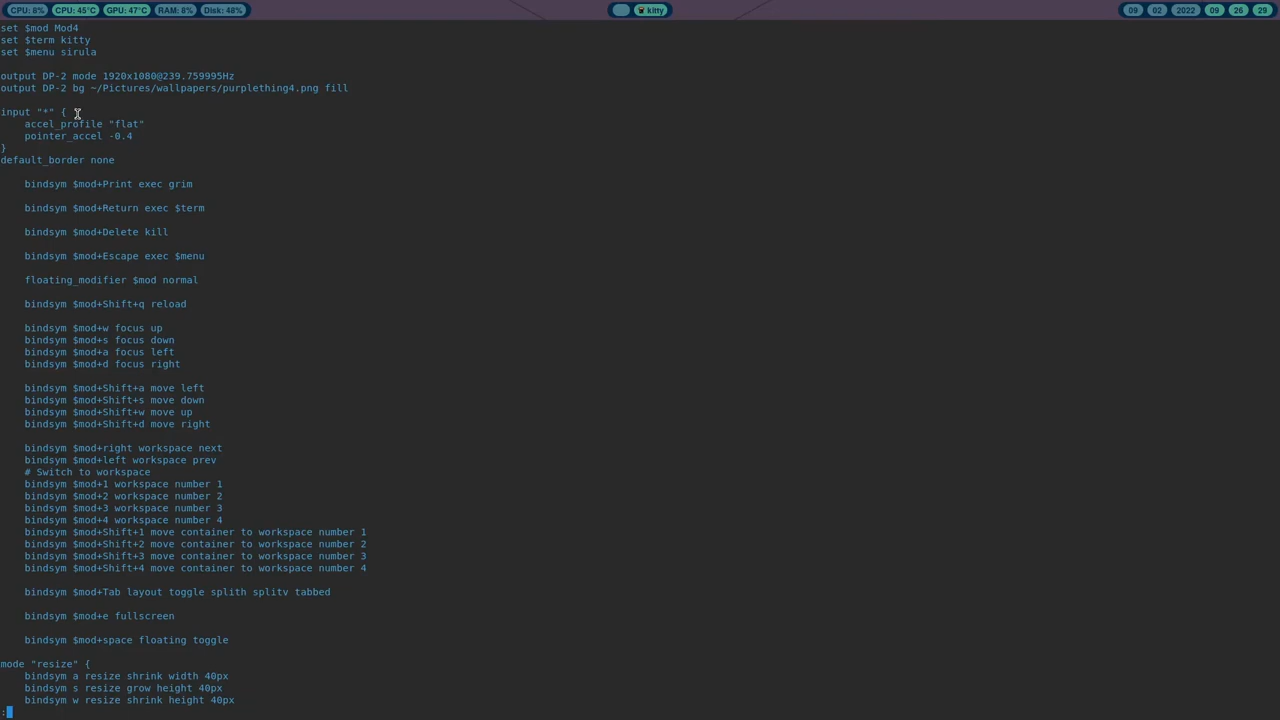 CPU: 8% CPU: 45°C GPU: 47°C RAM: 8% Disk: 48% kitty 09 02 2022 09 26 29
set $mod Mod4
set $term kitty
set $menu sirula
output DP-2 mode 1920x1080@239.759995Hz
output DP-2 bg ~/Pictures/wallpapers/purplething4.png fill
input "*" {
accel_profile "flat"
pointer_accel -0.4
}
default_border none
bindsym $mod+Print exec grim
bindsym $mod+Return exec $term
bindsym $mod+Delete kill
bindsym $mod+Escape exec $menu
floating_modifier $mod normal
bindsym $mod+Shift+q reload
bindsym $mod+w focus up
bindsym $mod+s focus down
bindsym $mod+a focus left
bindsym $mod+d focus right
bindsym $mod+Shift+a move left
bindsym $mod+Shift+s move down
bindsym $mod+Shift+w move up
bindsym $mod+Shift+d move right
bindsym $mod+right workspace next
bindsym $mod+left workspace prev
# Switch to workspace
bindsym $mod+1 workspace number 1
bindsym $mod+2 workspace number 2
bindsym $mod+3 workspace number 3
bindsym $mod+4 workspace number 4
bindsym $mod+Shift+1 move container to workspace number 1
bindsym $mod+Shift+2 move container to workspace number 2
bindsym $mod+Shift+3 move container to workspace number 3
bindsym $mod+Shift+4 move container to workspace number 4
bindsym $mod+Tab layout toggle splith splitv tabbed
bindsym $mod+e fullscreen
bindsym $mod+space floating toggle
mode "resize" {
bindsym a resize shrink width 40px
bindsym s resize grow height 40px
bindsym w resize shrink height 40px
: